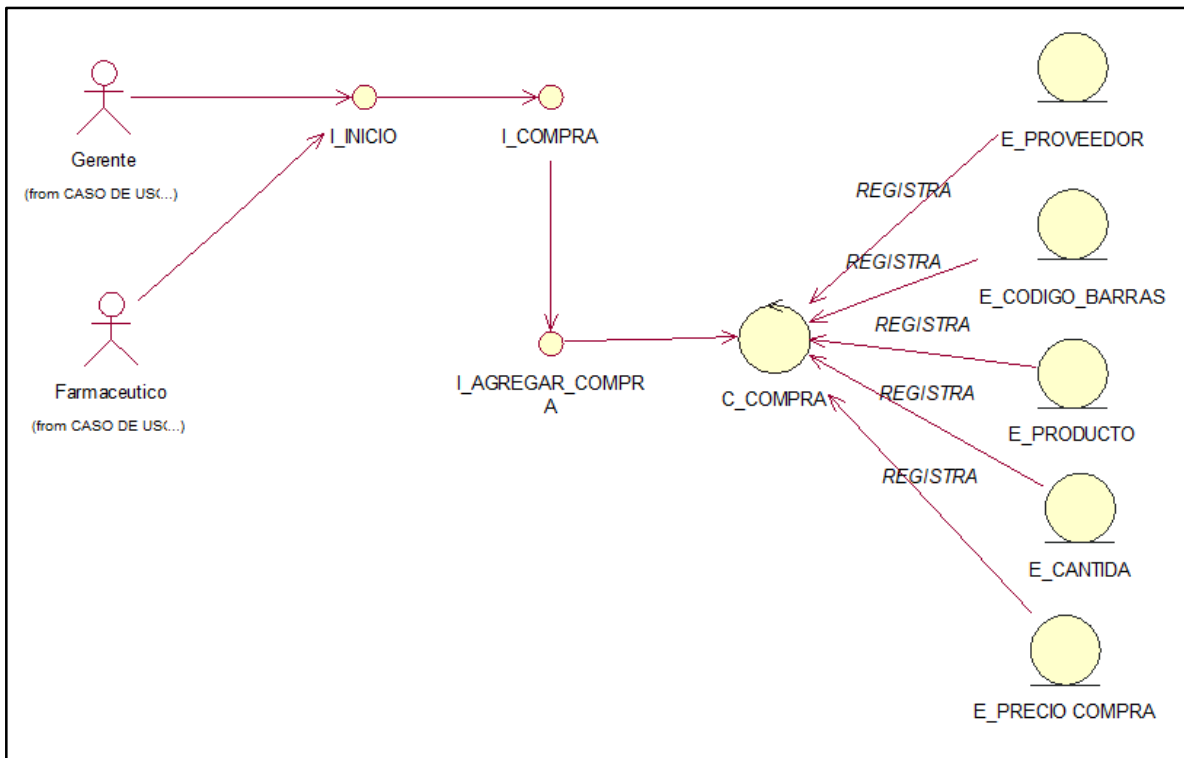 Gerente
(from CASO DE US(...)
I_INICIO
I_COMPRA
E_PROVEEDOR
REGISTRA
REGISTRA
E_CODIGO_BARRAS
REGISTRA
Farmaceutico
(from CASO DE US(...)
I_AGREGAR_COMPR
A
C_COMPRA
REGISTRA
E_PRODUCTO
REGISTRA
E_CANTIDA
E_PRECIO COMPRA